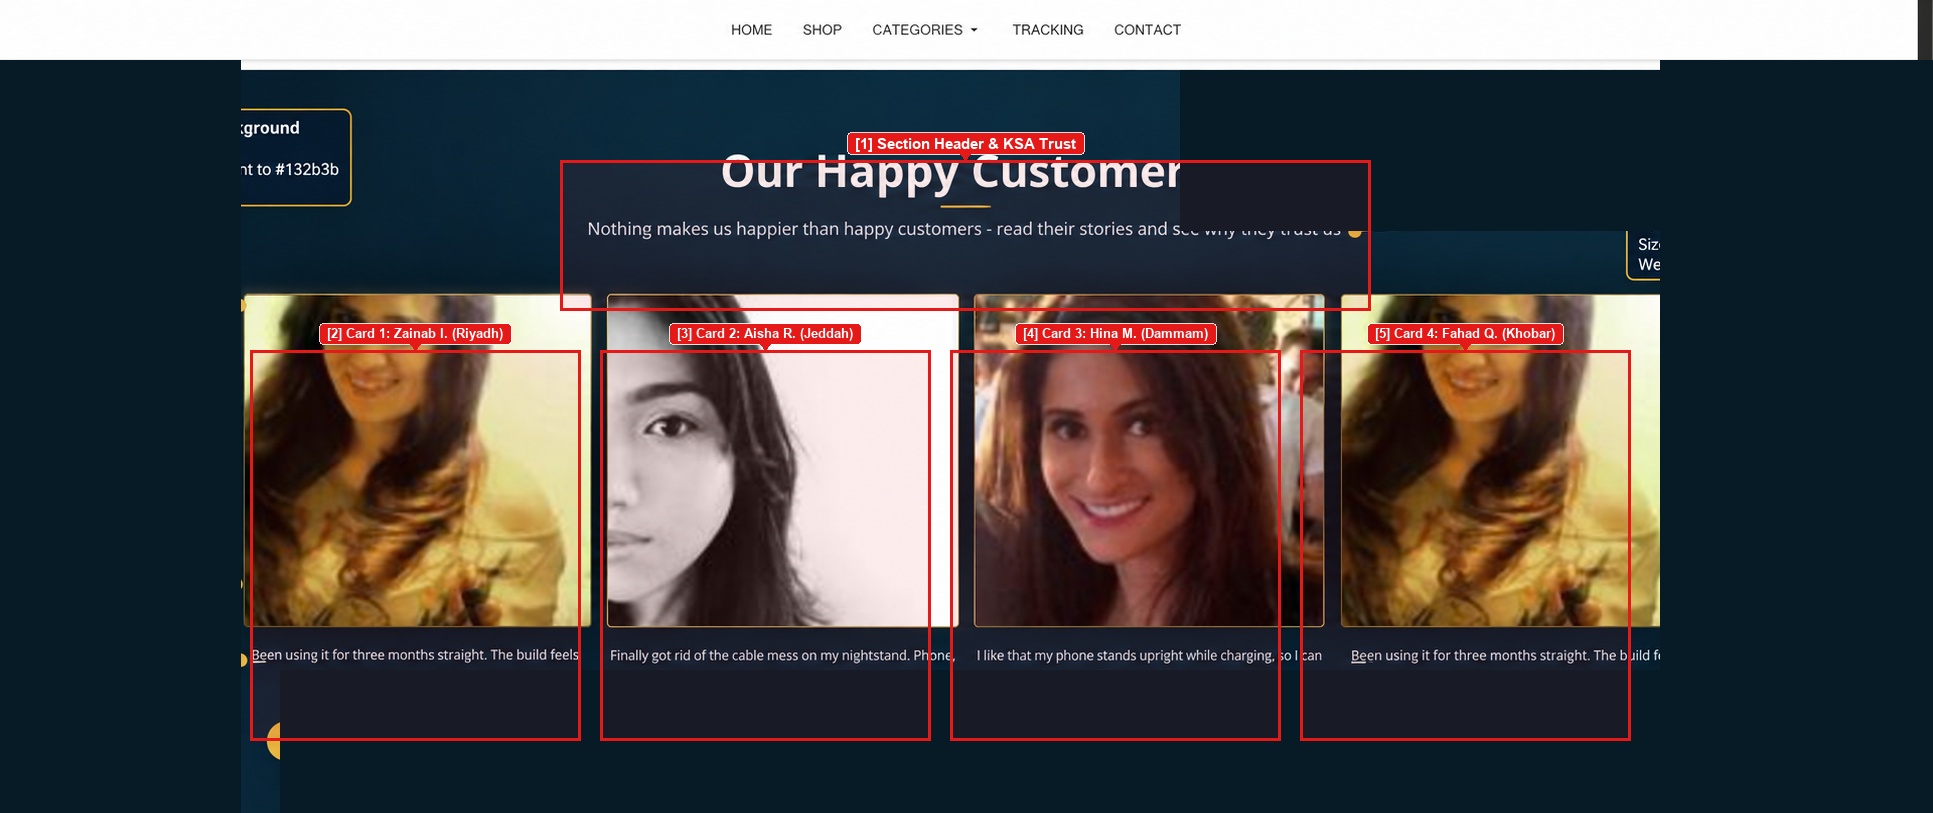 HOME SHOP CATEGORIES TRACKING CONTACT
kground
nt to #132b3b
[1] Section Header & KSA Trust
Our Happy Customer
Nothing makes us happier than happy customers - read their stories and see why they trust us
Size
We
[2] Card 1: Zainab I. (Riyadh)
[3] Card 2: Aisha R. (Jeddah)
[4] Card 3: Hina M. (Dammam)
[5] Card 4: Fahad Q. (Khobar)
Been using it for three months straight. The build feels
Finally got rid of the cable mess on my nightstand. Phone,
I like that my phone stands upright while charging, so I can
Been using it for three months straight. The build fe